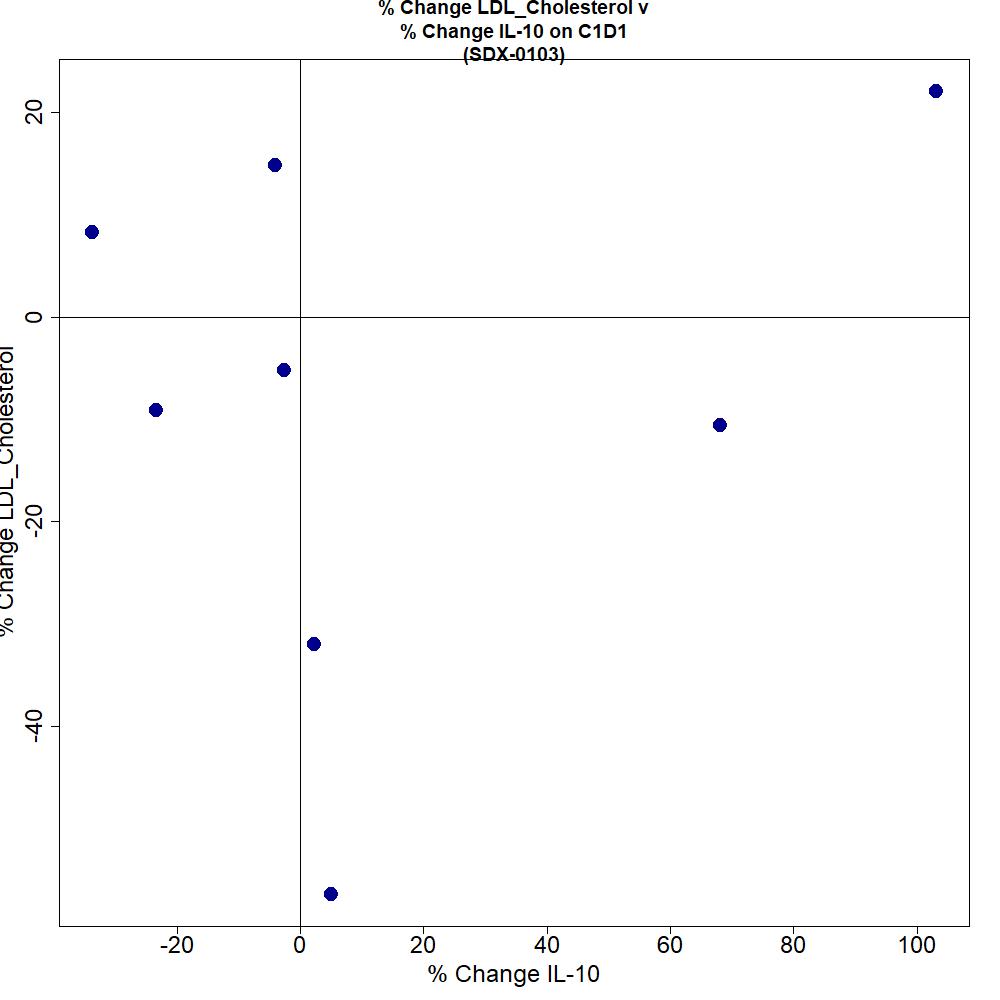 % Change LDL_Cholesterol v
% Change IL-10 on C1D1
(SDX-0103)
% Change LDL_Cholesterol
20
0
-20
-40
-20
0
20
40
60
80
100
% Change IL-10